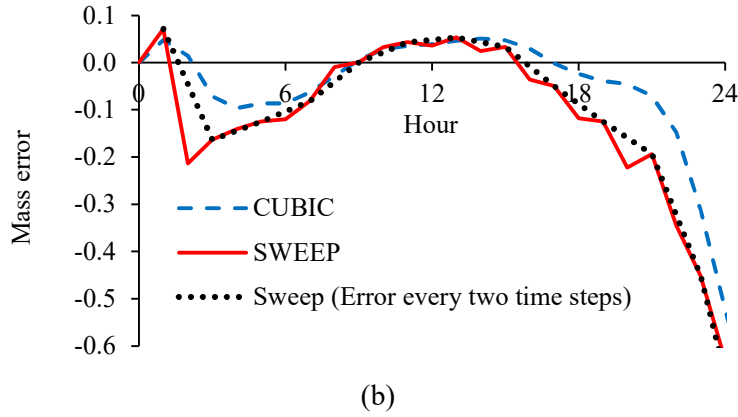 0.1
0.0
-0.1
-0.2
-0.3
-0.4
-0.5
-0.6
Mass error
0 6 12 18 24
Hour
CUBIC
SWEEP
Sweep (Error every two time steps)
(b)